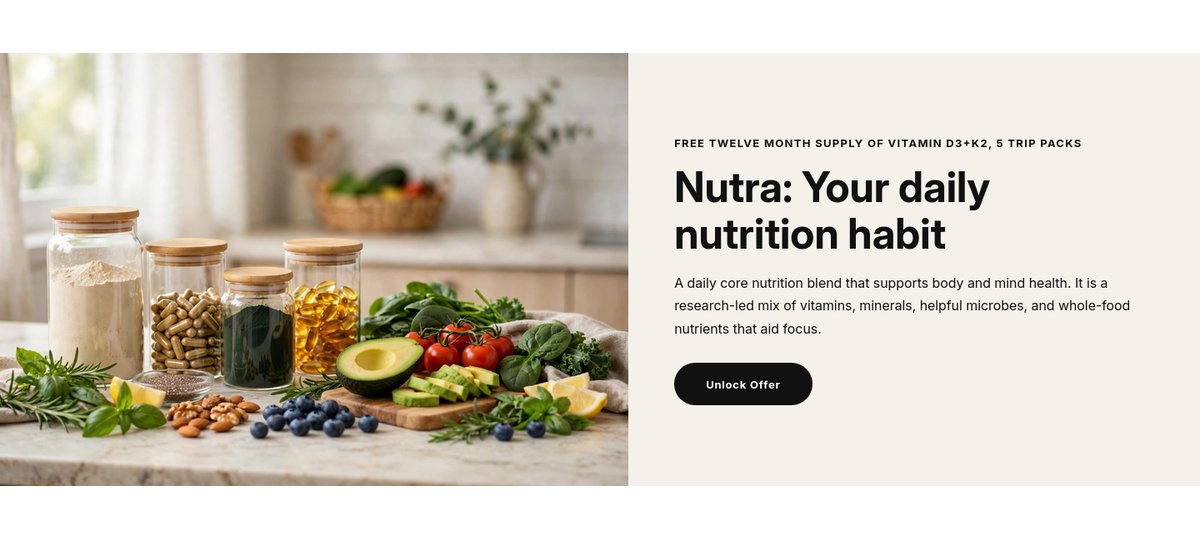 FREE TWELVE MONTH SUPPLY OF VITAMIN D3+K2, 5 TRIP PACKS
Nutra: Your daily
nutrition habit
A daily core nutrition blend that supports body and mind health. It is a
research-led mix of vitamins, minerals, helpful microbes, and whole-food
nutrients that aid focus.
Unlock Offer